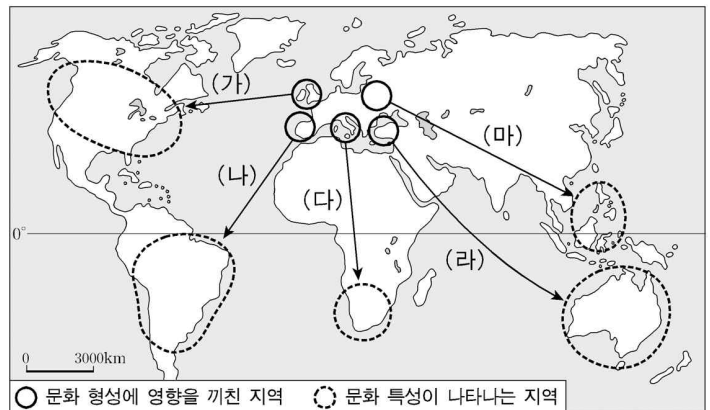 (가)
(마)
(나)
(다)
0°
(라)
0 3000km
문화 형성에 영향을 끼친 지역 문화 특성이 나타나는 지역